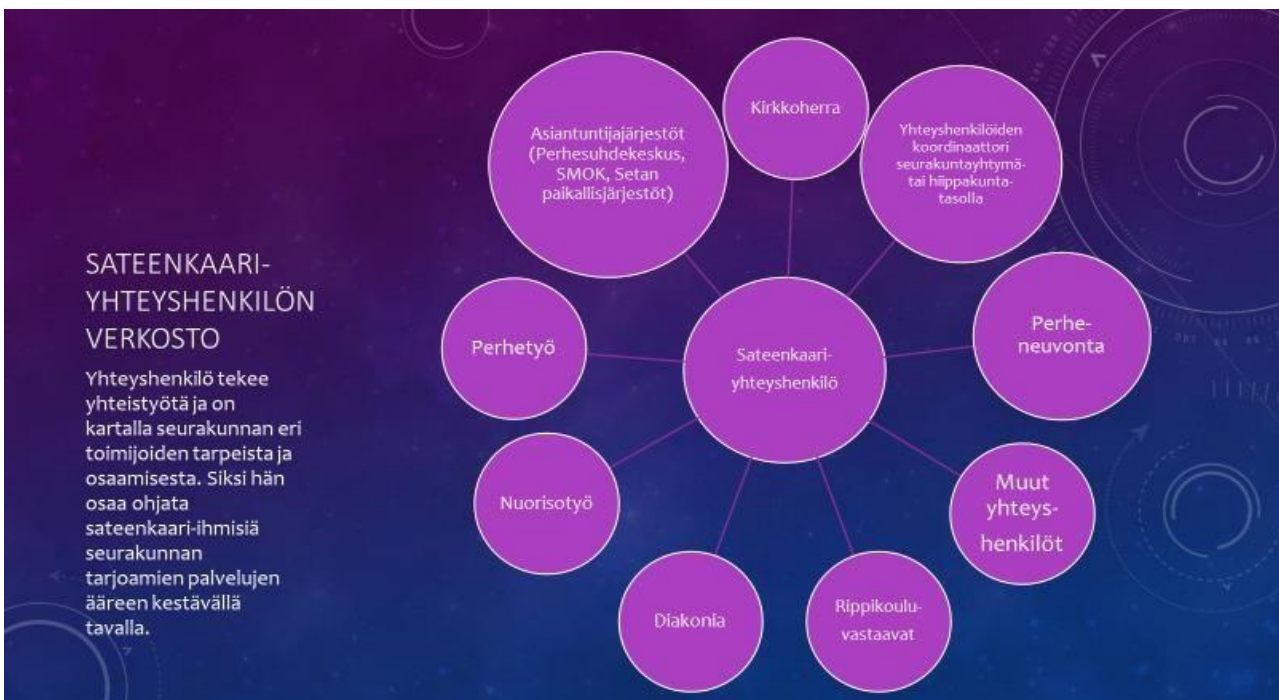 SATEENKAARI-
YHTEYSHENKILÖN
VERKOSTO
Yhteyshenkilö tekee
yhteistyötä ja on
kartalla seurakunnan eri
toimijoiden tarpeista ja
osaamisesta. Siksi hän
osaa ohjata
sateenkaari-ihmisiä
seurakunnan
tarjoamien palvelujen
ääreen kestävällä
tavalla.
Sateenkaari-
yhteyshenkilö
Kirkkoherra
Yhteyshenkilöiden
koordinaattori
seurakuntayhtymä-
tai hiippakunta-
tasolla
Perhe-
neuvonta
Muut
yhteys-
henkilöt
Rippikoulu-
vastaavat
Diakonia
Nuorisotyö
Perhetyö
Asiantuntijajärjestöt
(Perhesuhdekeskus,
SMOK, Setan
paikallisjärjestöt)